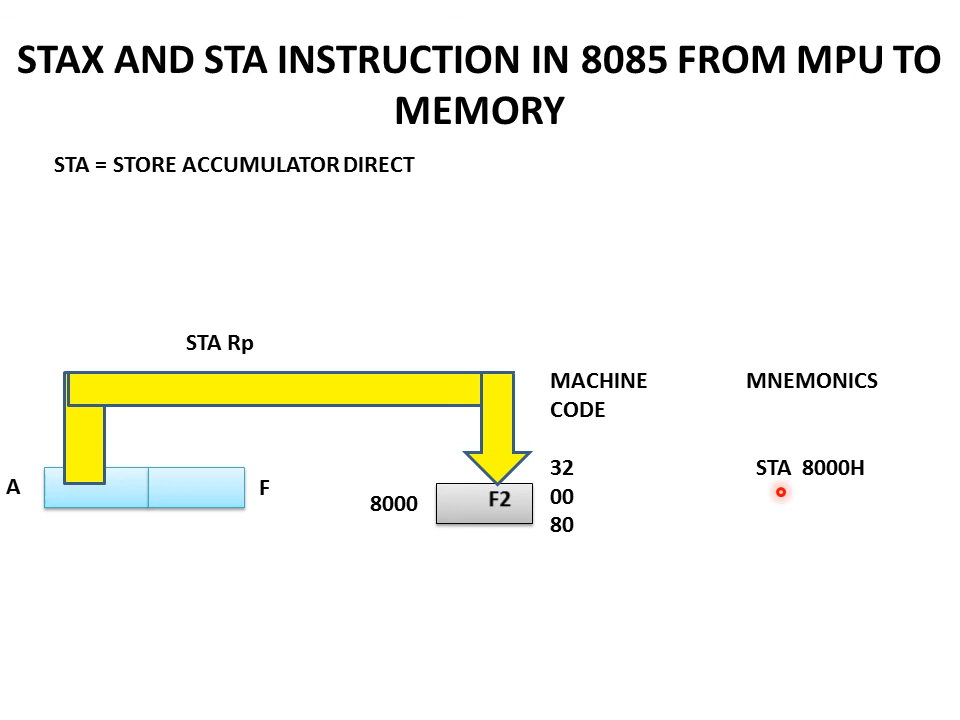 STAX AND STA INSTRUCTION IN 8085 FROM MPU TO
MEMORY
STA = STORE ACCUMULATOR DIRECT
STA Rp
MACHINE
CODE
MNEMONICS
32
00
80
STA 8000H
A
F
8000
F2